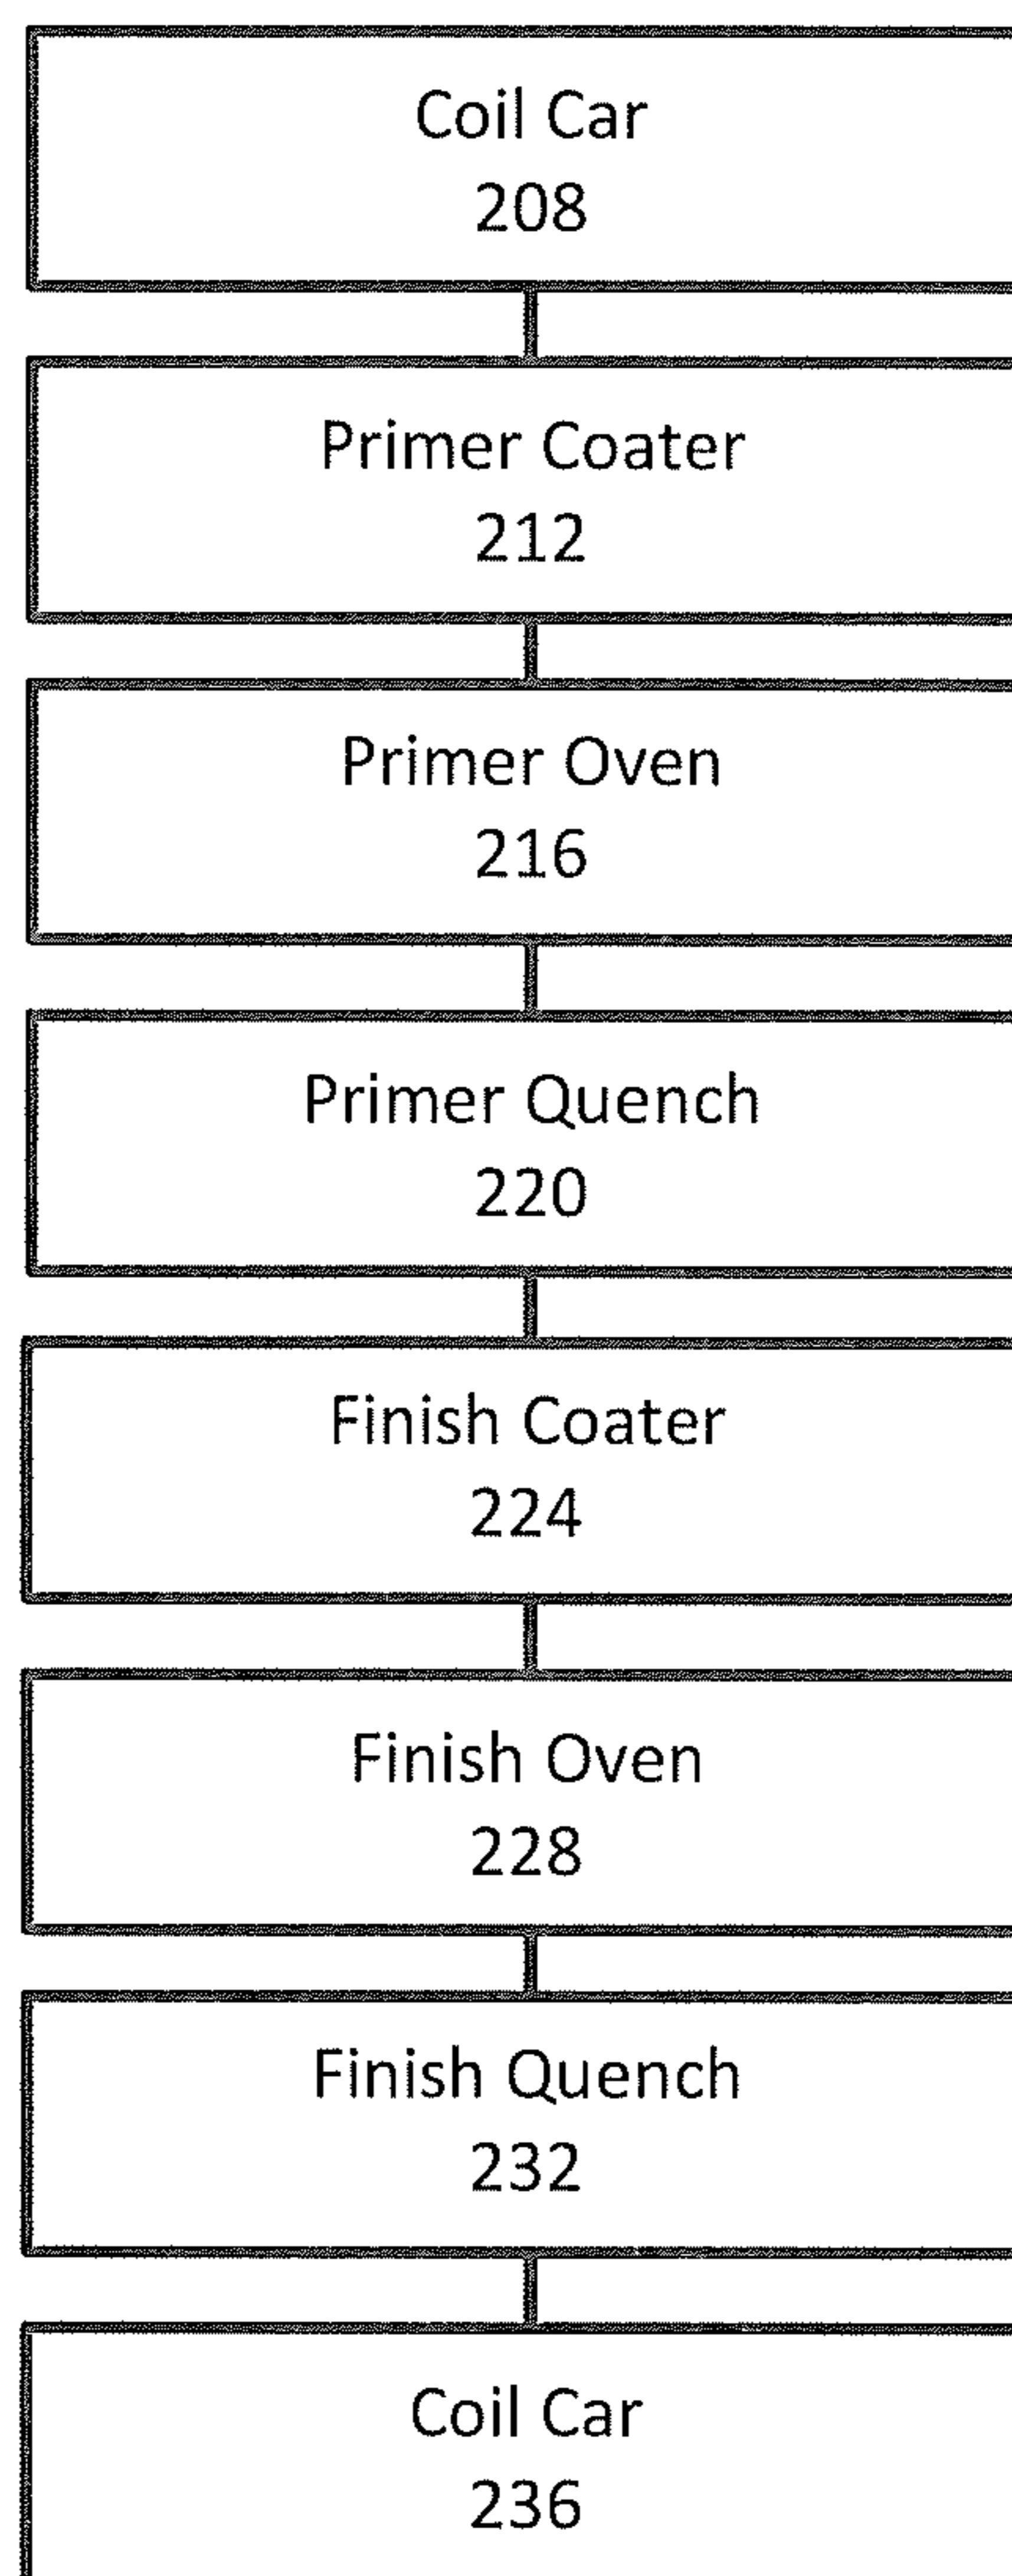 Coil Car
208
Primer Coater
212
Primer Oven
216
Primer Quench
220
Finish Coater
224
Finish Oven
228
Finish Quench
232
Coil Car
236